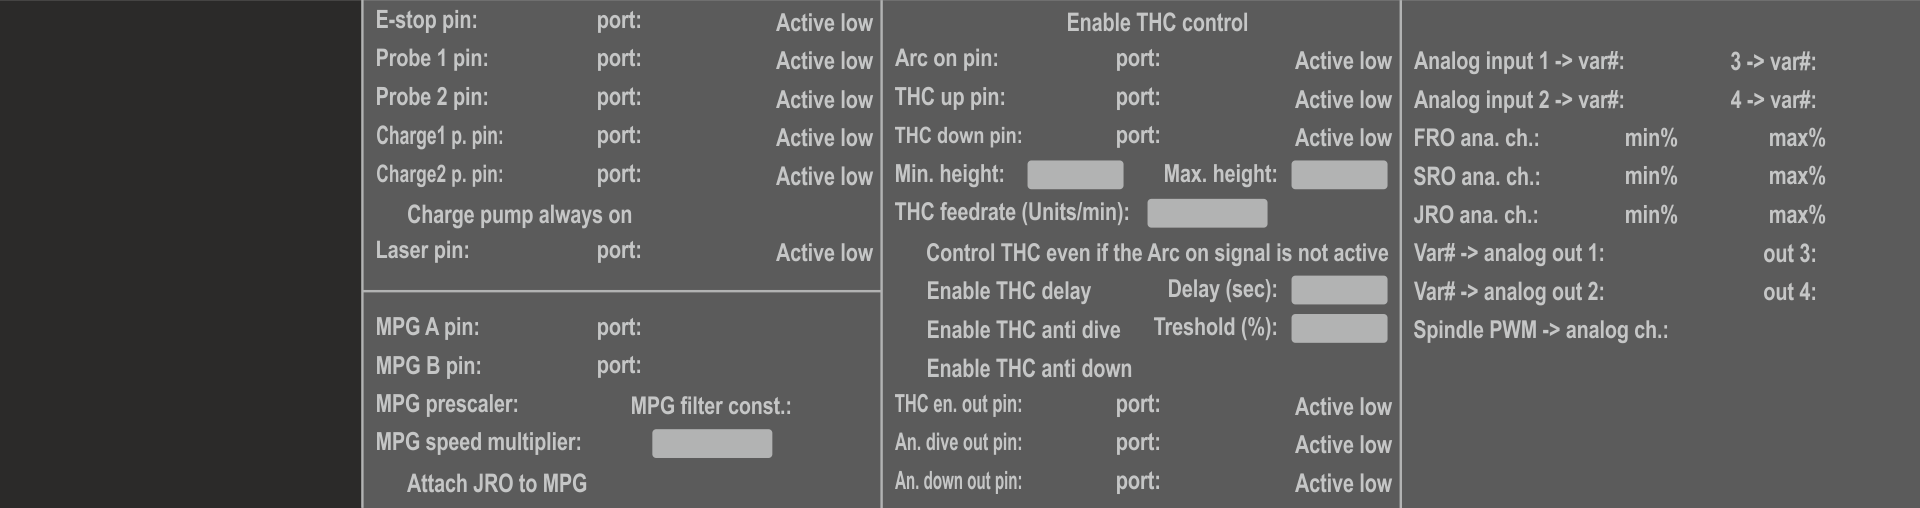 E-stop pin: port: Active low
Probe 1 pin: port: Active low
Probe 2 pin: port: Active low
Charge1 p. pin: port: Active low
Charge2 p. pin: port: Active low
Charge pump always on
Laser pin: port: Active low
MPG A pin: port:
MPG B pin: port:
MPG prescaler: MPG filter const.:
MPG speed multiplier:
Attach JRO to MPG
Enable THC control
Arc on pin: port: Active low
THC up pin: port: Active low
THC down pin: port: Active low
Min. height: Max. height:
THC feedrate (Units/min):
Control THC even if the Arc on signal is not active
Enable THC delay Delay (sec):
Enable THC anti dive Treshold (%):
Enable THC anti down
THC en. out pin: port: Active low
An. dive out pin: port: Active low
An. down out pin: port: Active low
Analog input 1 -> var#: 3 -> var#:
Analog input 2 -> var#: 4 -> var#:
FRO ana. ch.: min% max%
SRO ana. ch.: min% max%
JRO ana. ch.: min% max%
Var# -> analog out 1: out 3:
Var# -> analog out 2: out 4:
Spindle PWM -> analog ch.: